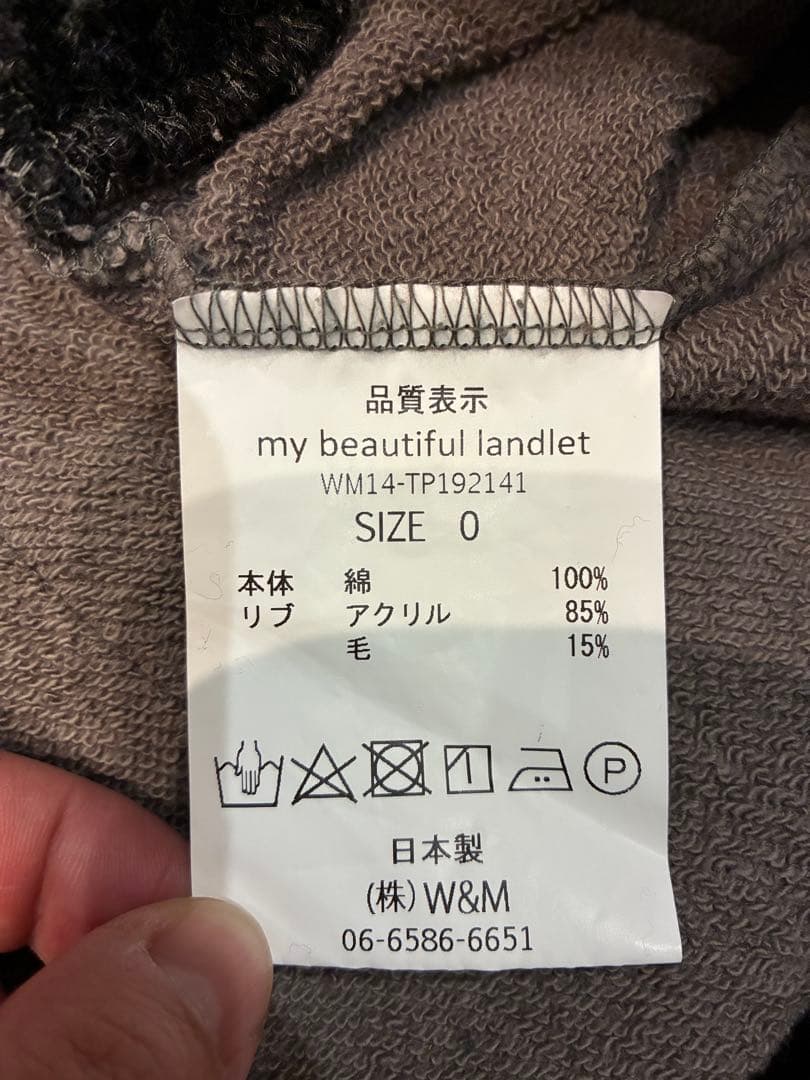 品質表示
my beautiful landlet
WM14-TP192141
SIZE 0
本体 綿 100%
リブ アクリル 85%
毛 15%
P
日本製
(株)W&M
06-6586-6651